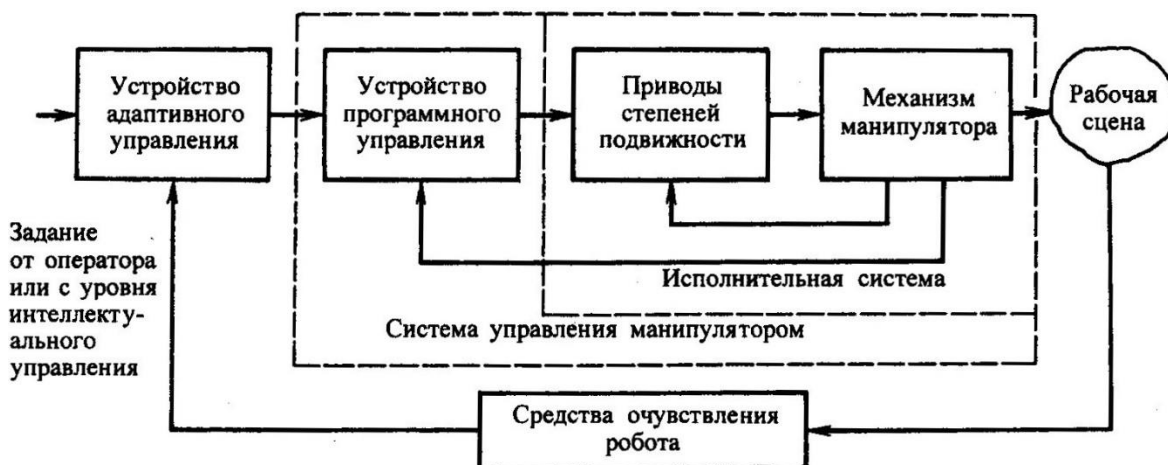 Устройство
адаптивного
управления
Устройство
программного
управления
Приводы
степеней
подвижности
Механизм
манипулятора
Рабочая
сцена
Задание
от оператора
или с уровня
интеллекту-
ального
управления
Исполнительная система
Система управления манипулятором
Средства очувствления
робота